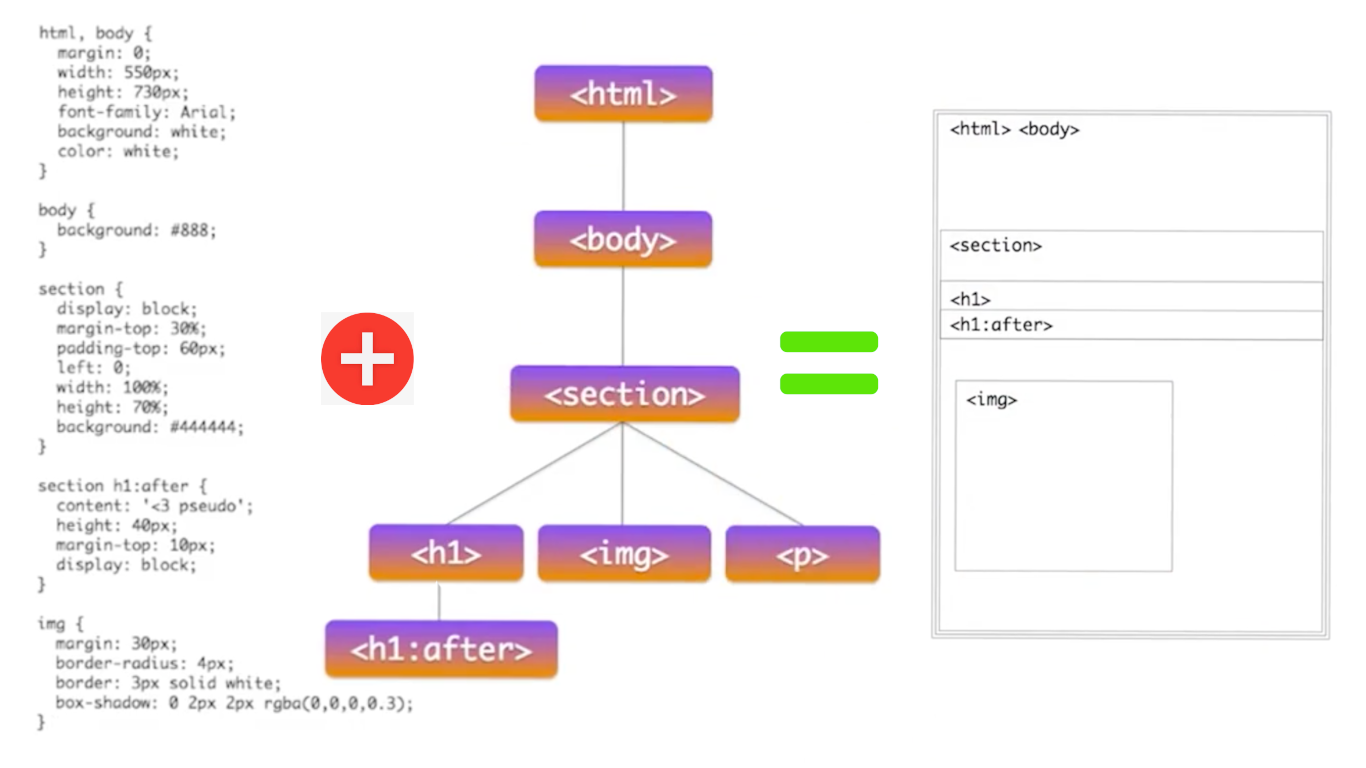 html, body {
  margin: 0;
  width: 550px;
  height: 730px;
  font-family: Arial;
  background: white;
  color: white;
}
body {
  background: #888;
}
section {
  display: block;
  margin-top: 30%;
  padding-top: 60px;
  left: 0;
  width: 100%;
  height: 70%;
  background: #444444;
}
section h1:after {
  content: '<3 pseudo';
  height: 40px;
  margin-top: 10px;
  display: block;
}
img {
  margin: 30px;
  border-radius: 4px;
  border: 3px solid white;
  box-shadow: 0 2px 2px rgba(0,0,0,0.3);
}
<html>
<body>
<section>
<h1> <img> <p>
<h1:after>
<html> <body>
<section>
<h1>
<h1:after>
<img>